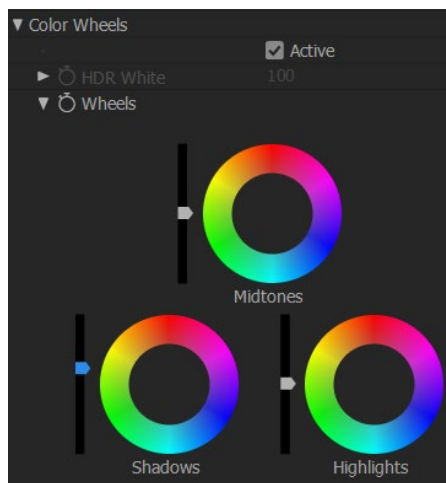 Color Wheels
Active
HDR White 100
Wheels
Midtones
Shadows Highlights